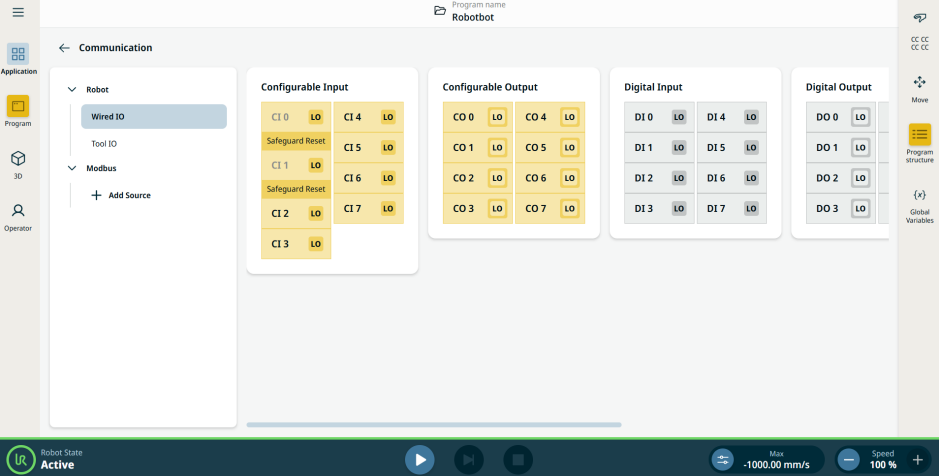 Program name
Robotbot
Communication
Application
Program
3D
Operator
Robot
Wired IO
Tool IO
Modbus
Add Source
Configurable Input
CI 0 LO CI 4 LO
Safeguard Reset
CI 5 LO
CI 1 LO
CI 6 LO
Safeguard Reset
CI 2 LO
CI 7 LO
CI 3 LO
Configurable Output
CO 0 LO CO 4 LO
CO 1 LO CO 5 LO
CO 2 LO CO 6 LO
CO 3 LO CO 7 LO
Digital Input
DI 0 LO DI 4 LO
DI 1 LO DI 5 LO
DI 2 LO DI 6 LO
DI 3 LO DI 7 LO
Digital Output
DO 0 LO
DO 1 LO
DO 2 LO
DO 3 LO
CC CC
CC CC
Move
Program
structure
{x}
Global
Variables
UR
Robot State
Active
Max
-1000.00 mm/s
Speed
100 %